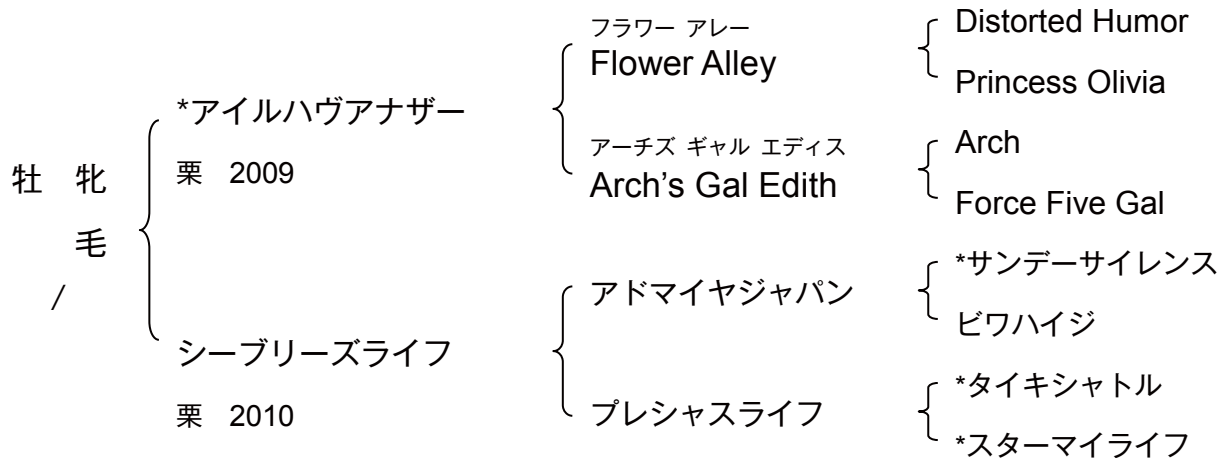 牡 牝
毛
/
*アイルハヴアナザー
栗 2009
シーブリーズライフ
栗 2010
フラワー アレー
Flower Alley
アーチズ ギャル エディス
Arch's Gal Edith
アドマイヤジャパン
プレシャスライフ
Distorted Humor
Princess Olivia
Arch
Force Five Gal
*サンデーサイレンス
ビワハイジ
*タイキシャトル
*スターマイライフ